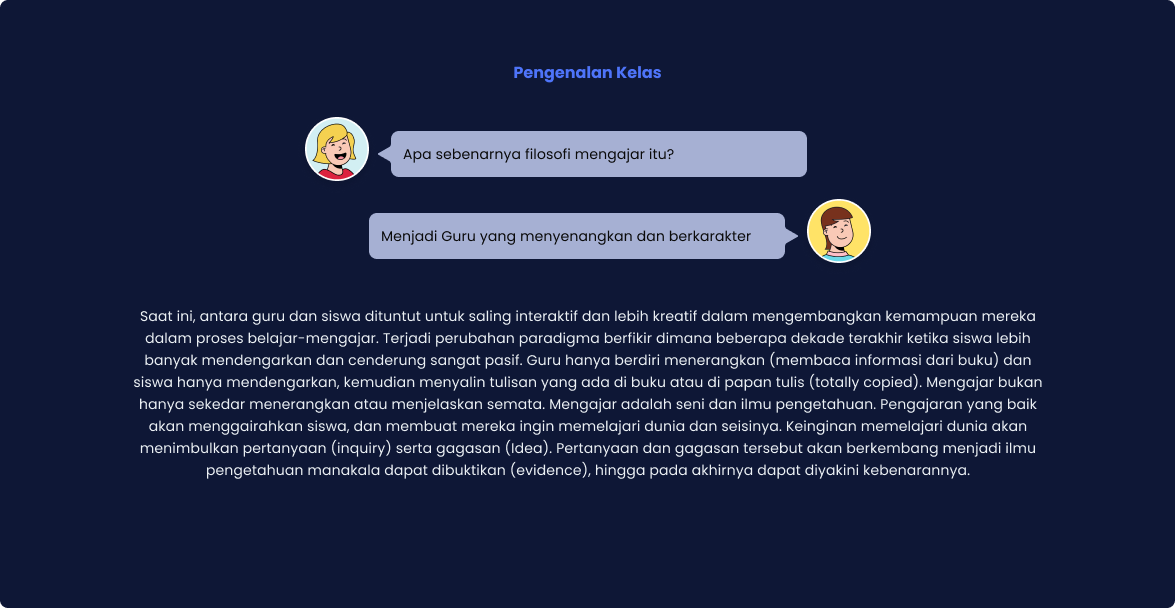 Pengenalan Kelas
Apa sebenarnya filosofi mengajar itu?
Menjadi Guru yang menyenangkan dan berkarakter
Saat ini, antara guru dan siswa dituntut untuk saling interaktif dan lebih kreatif dalam mengembangkan kemampuan mereka
dalam proses belajar-mengajar. Terjadi perubahan paradigma berfikir dimana beberapa dekade terakhir ketika siswa lebih
banyak mendengarkan dan cenderung sangat pasif. Guru hanya berdiri menerangkan (membaca informasi dari buku) dan
siswa hanya mendengarkan, kemudian menyalin tulisan yang ada di buku atau di papan tulis (totally copied). Mengajar bukan
hanya sekedar menerangkan atau menjelaskan semata. Mengajar adalah seni dan ilmu pengetahuan. Pengajaran yang baik
akan menggairahkan siswa, dan membuat mereka ingin memelajari dunia dan seisinya. Keinginan memelajari dunia akan
menimbulkan pertanyaan (inquiry) serta gagasan (Idea). Pertanyaan dan gagasan tersebut akan berkembang menjadi ilmu
pengetahuan manakala dapat dibuktikan (evidence), hingga pada akhirnya dapat diyakini kebenarannya.